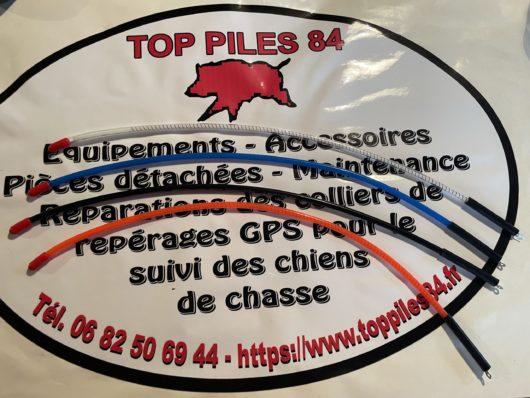 TOP PILES 84
Equipements - Accessoires
Pièces détachées - Maintenance
Réparations des colliers de
repérages GPS pour le
suivi des chiens
de chasse
Tél. 06 82 50 69 44 - https://www.toppiles84.fr